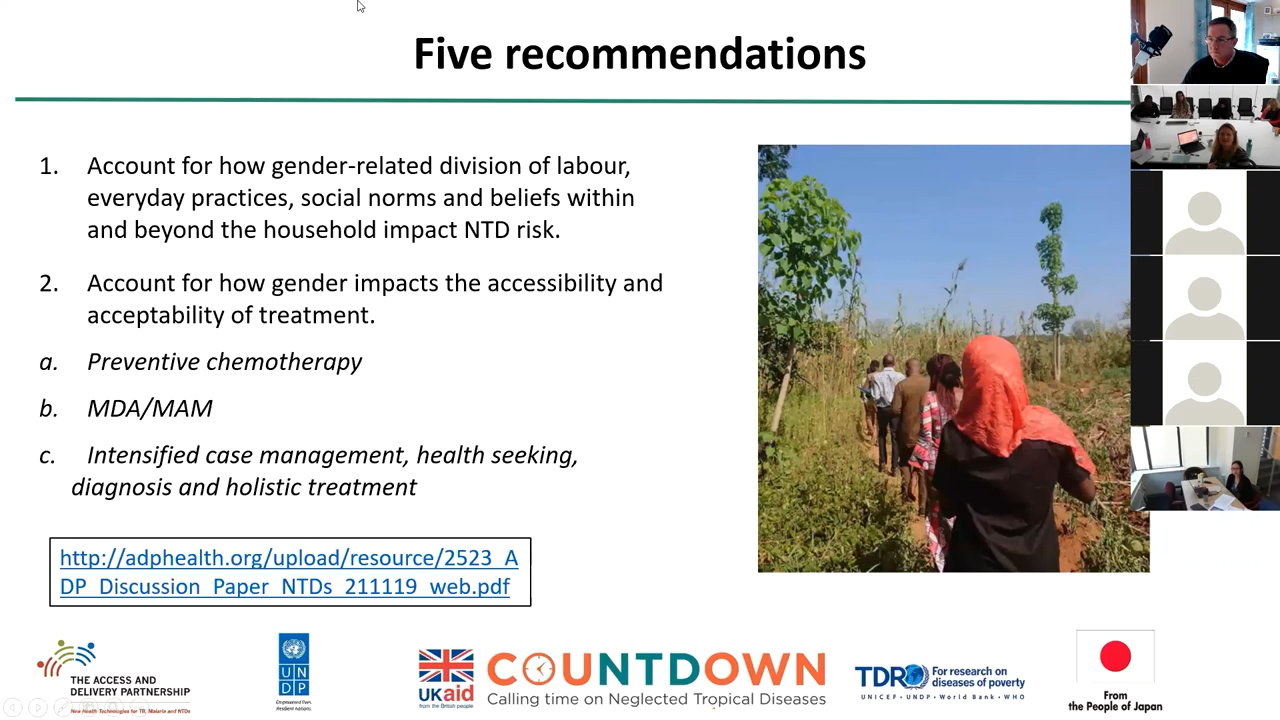 Five recommendations
1. Account for how gender-related division of labour,
everyday practices, social norms and beliefs within
and beyond the household impact NTD risk.
2. Account for how gender impacts the accessibility and
acceptability of treatment.
a. Preventive chemotherapy
b. MDA/MAM
c. Intensified case management, health seeking,
diagnosis and holistic treatment
http://adphealth.org/upload/resource/2523_A
DP_Discussion_Paper_NTDs_211119_web.pdf
THE ACCESS AND
DELIVERY PARTNERSHIP
New Health Technologies for TB, Malaria and NTDs
U N
D P
Empowered lives.
Resilient nations.
UKaid
from the British people
COUNTDOWN
Calling time on Neglected Tropical Diseases
TDR For research on
diseases of poverty
UNICEF • UNDP • World Bank • WHO
From
the People of Japan